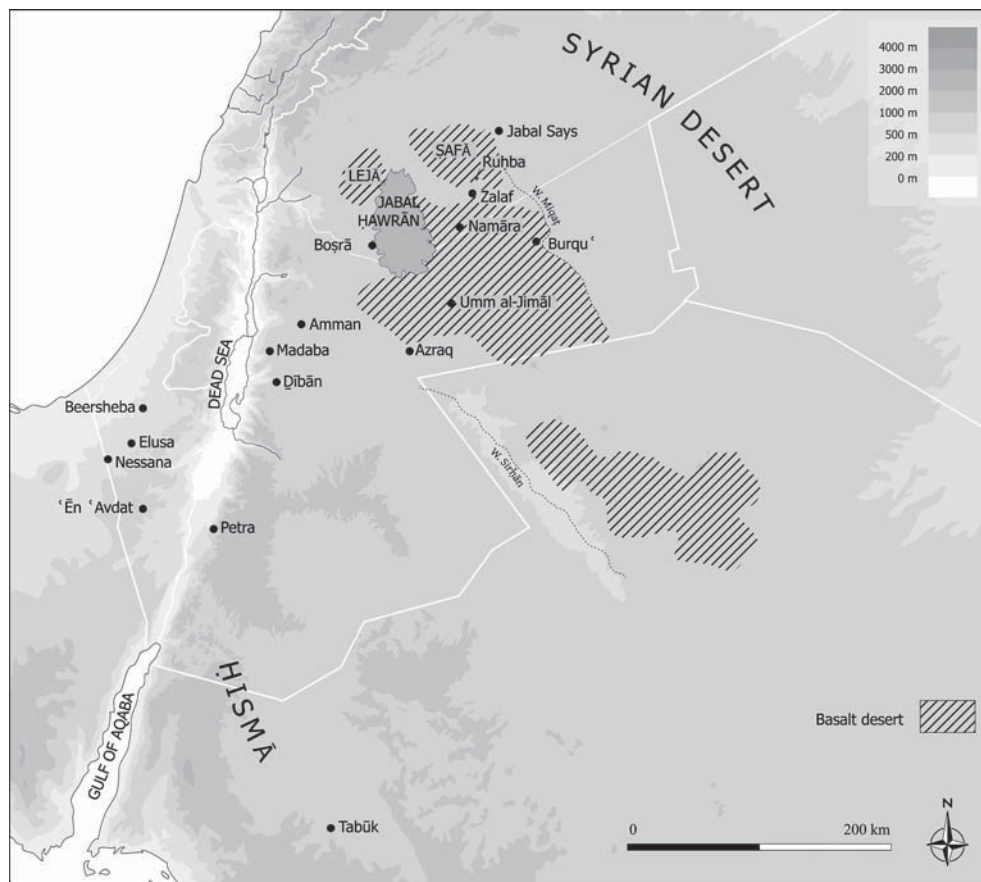 SYRIAN DESERT
4000 m
3000 m
2000 m
1000 m
500 m
200 m
0 m
Jabal Says
ṢAFĀ
Ruḥba
LEJĀ
Zalaf
JABAL
ḤAWRĀN
W. Miqaṭ
Namāra
Boṣrā
Burquʿ
Umm al-Jimāl
Amman
Azraq
Madaba
DEAD SEA
Ḏībān
Beersheba
Elusa
Nessana
W. Sirḥān
ʿĒn ʿAvdat
Petra
ḤISMĀ
GULF OF AQABA
Basalt desert
Tabūk
0 200 km
N